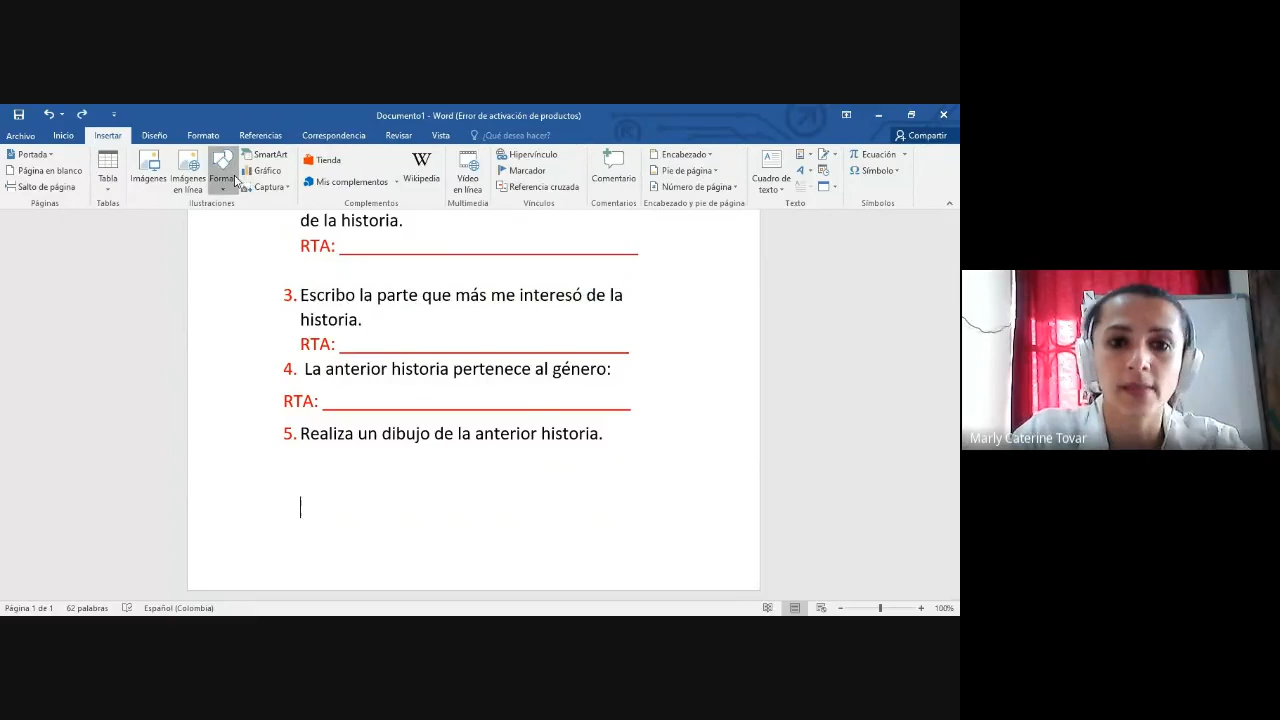 Documento1 - Word (Error de activación de productos)
Archivo Inicio Insertar Diseño Formato Referencias Correspondencia Revisar Vista ¿Qué desea hacer? Compartir
Portada
Página en blanco
Salto de página
Páginas
Tabla
Tablas
Imágenes
Imágenes en línea
Formas
SmartArt
Gráfico
Captura
Ilustraciones
Tienda
Mis complementos
W
Wikipedia
Complementos
Vídeo en línea
Multimedia
Hipervínculo
Marcador
Referencia cruzada
Vínculos
Comentario
Comentarios
Encabezado
Pie de página
Número de página
Encabezado y pie de página
Cuadro de texto
Texto
Ecuación
Símbolo
Símbolos
de la historia.
RTA:
3. Escribo la parte que más me interesó de la
historia.
RTA:
4. La anterior historia pertenece al género:
RTA:
5. Realiza un dibujo de la anterior historia.
Marly Caterine Tovar
Página 1 de 1 62 palabras Español (Colombia) 100%